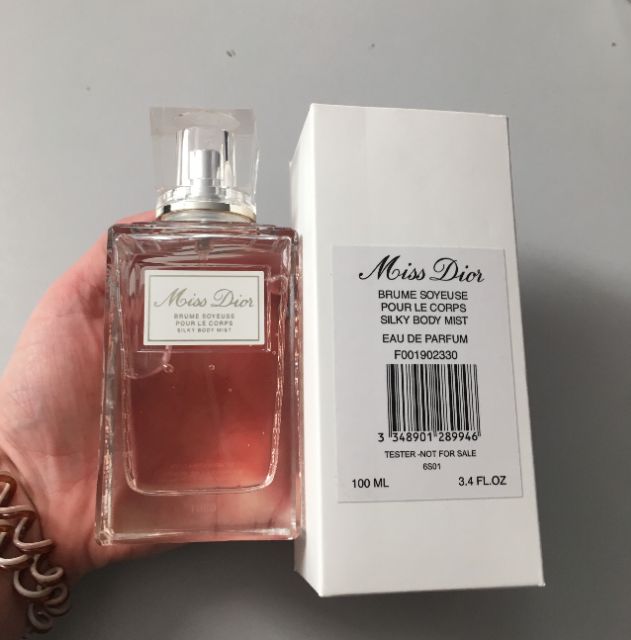 Miss Dior
BRUME SOYEUSE
POUR LE CORPS
SILKY BODY MIST
Miss Dior
BRUME SOYEUSE
POUR LE CORPS
SILKY BODY MIST
EAU DE PARFUM
F001902330
3 348901 289946
TESTER -NOT FOR SALE
6S01
100 ML 3.4 FL.OZ